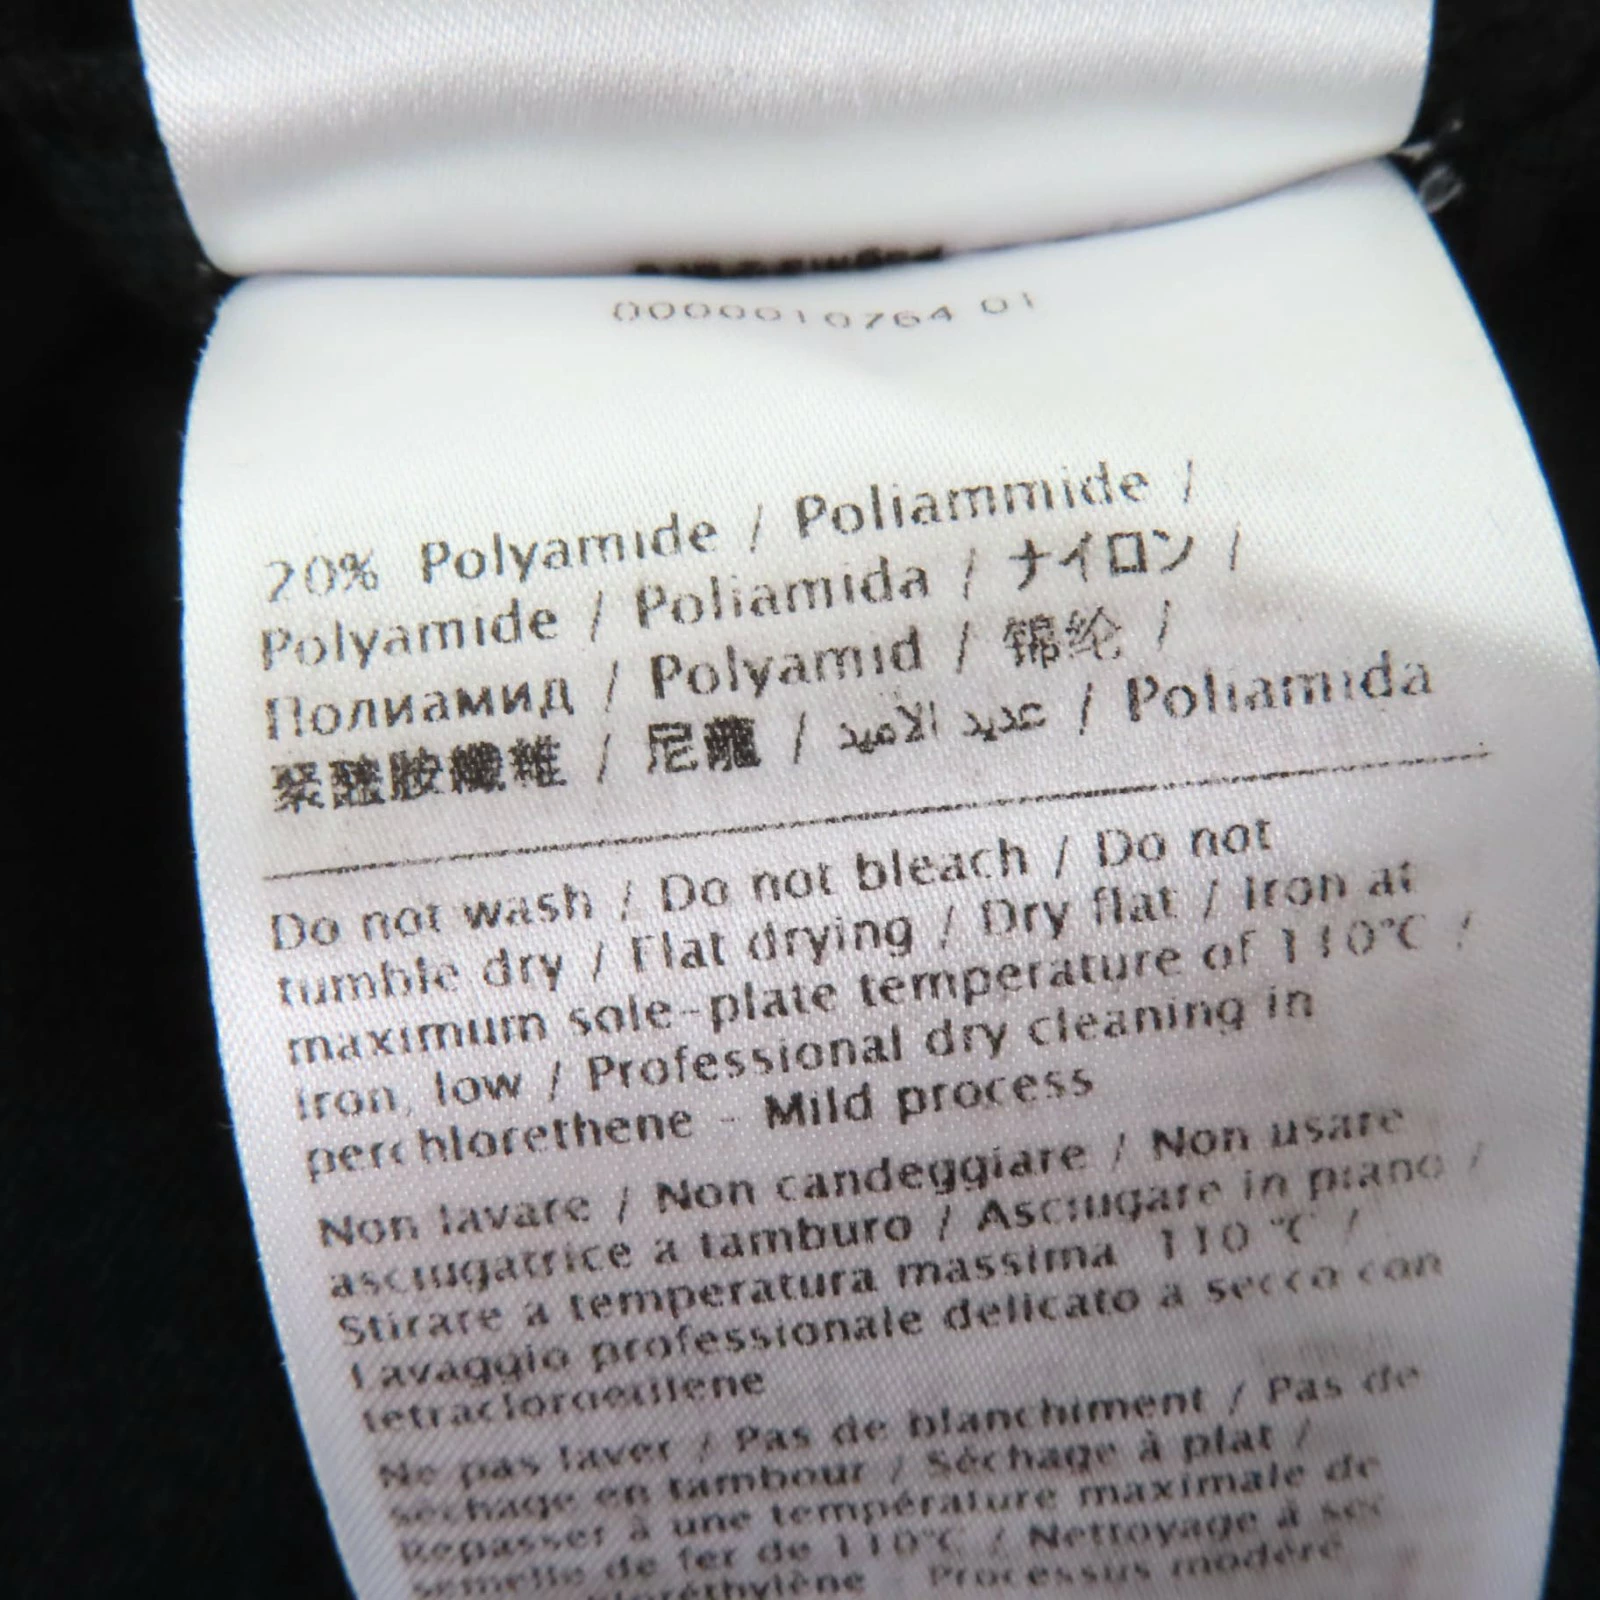 0000010764 01
20% Polyamide / Poliammide /
Polyamide / Poliamida / ナイロン /
Полиамид / Polyamid / 锦纶 /
聚醯胺纖維 / 尼龍 / عديد الاميد / Poliamida
Do not wash / Do not bleach / Do not
tumble dry / Flat drying / Dry flat / Iron at
maximum sole-plate temperature of 110°C /
Iron, low / Professional dry cleaning in
perchlorethene - Mild process
Non lavare / Non candeggiare / Non usare
asciugatrice a tamburo / Asciugare in piano /
Stirare a temperatura massima 110 °C /
Lavaggio professionale delicato a secco con
tetracloroetilene
Ne pas laver / Pas de blanchiment / Pas de
séchage en tambour / Séchage à plat /
Repasser à une température maximale de
semelle de fer de 110°C / Nettoyage à sec
Processus modéré